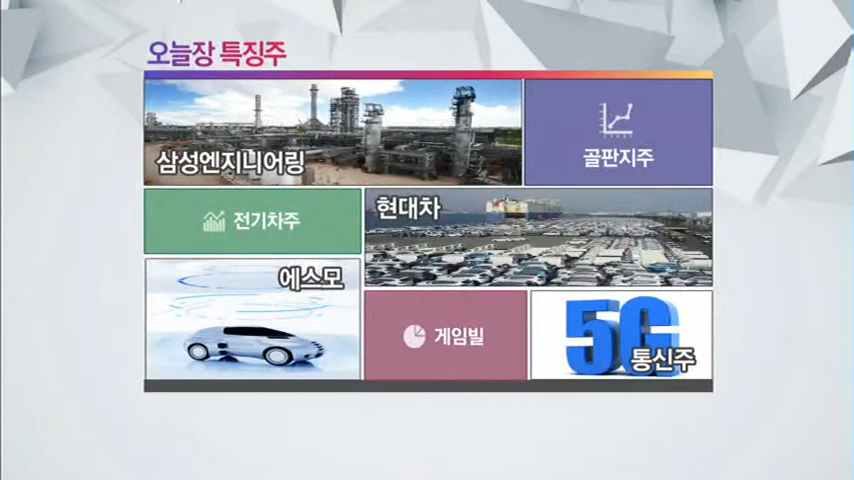 오늘장 특징주
삼성엔지니어링
골판지주
전기차주
현대차
에스모
게임빌
5G
통신주